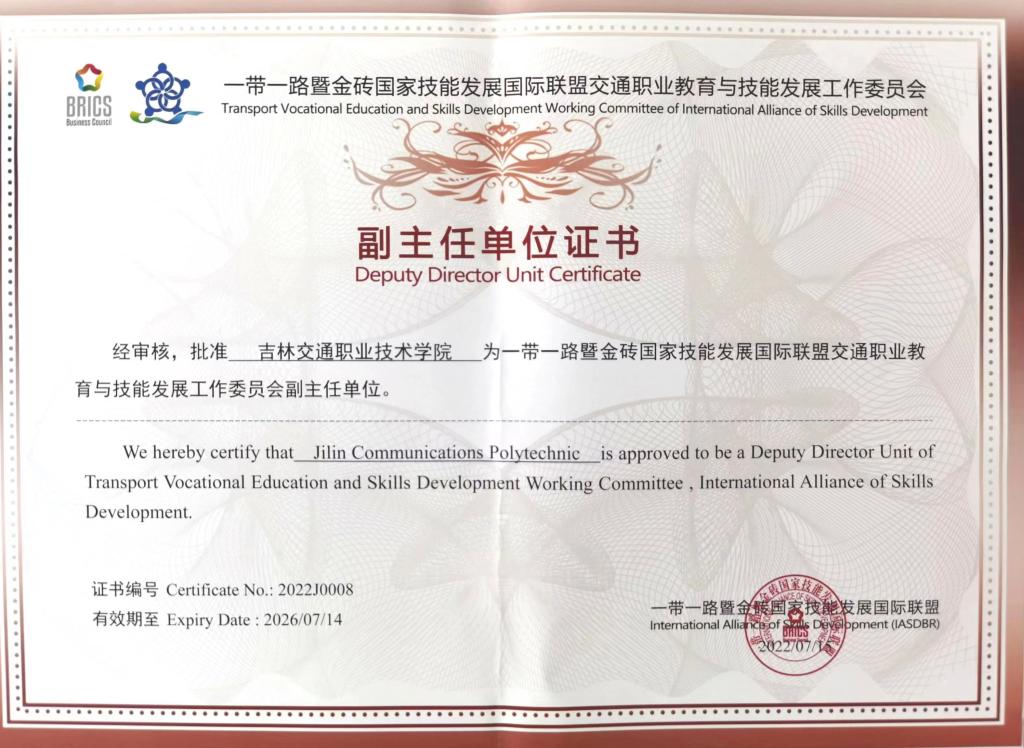 BRICS
Business Council
一带一路暨金砖国家技能发展国际联盟交通职业教育与技能发展工作委员会
Transport Vocational Education and Skills Development Working Committee of International Alliance of Skills Development
副主任单位证书
Deputy Director Unit Certificate
经审核，批准 吉林交通职业技术学院 为一带一路暨金砖国家技能发展国际联盟交通职业教
育与技能发展工作委员会副主任单位。
We hereby certify that Jilin Communications Polytechnic is approved to be a Deputy Director Unit of
Transport Vocational Education and Skills Development Working Committee , International Alliance of Skills
Development.
证书编号 Certificate No.: 2022J0008
有效期至 Expiry Date : 2026/07/14
一带一路暨金砖国家技能发展国际联盟
International Alliance of Skills Development (IASDBR)
2022/07/15
BRICS